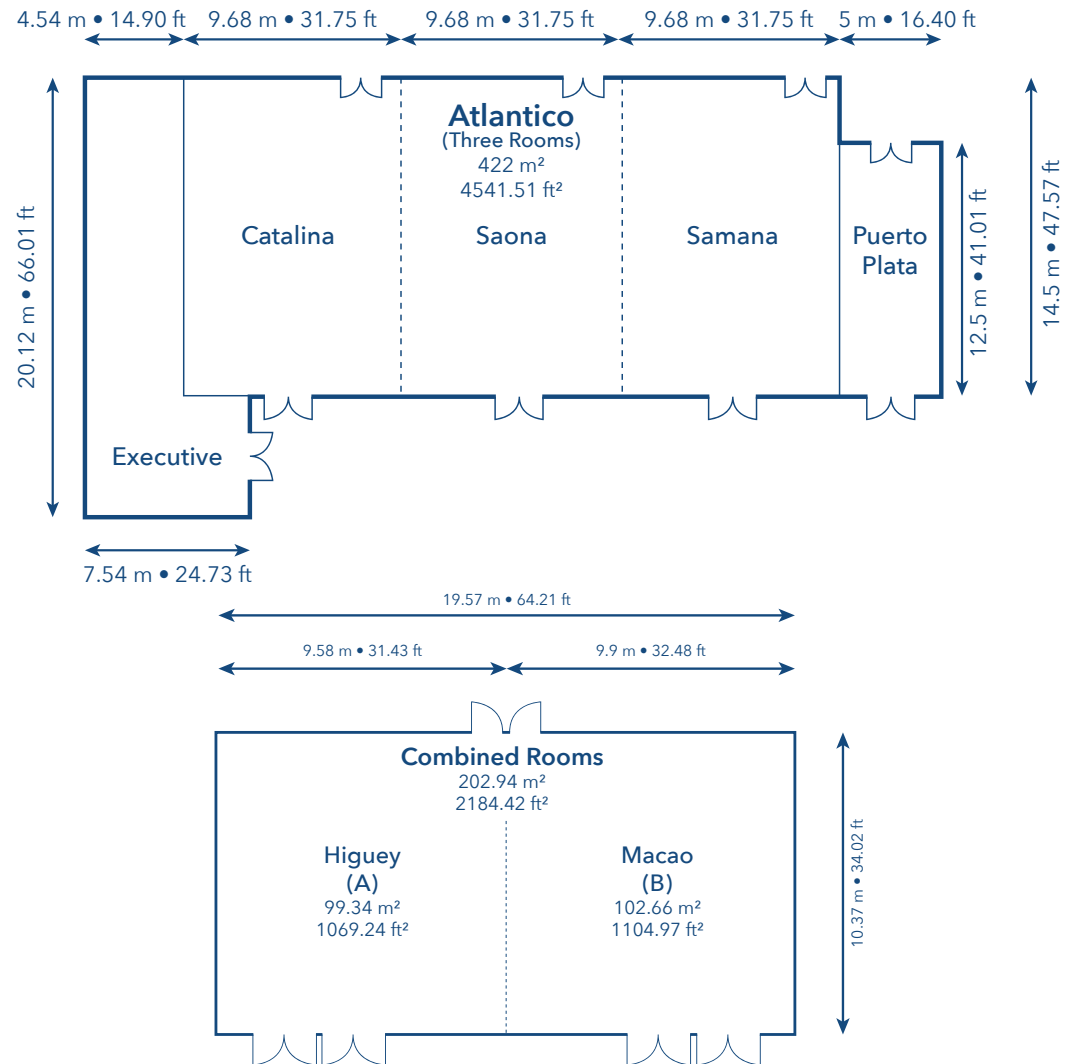 4.54 m • 14.90 ft
9.68 m • 31.75 ft
9.68 m • 31.75 ft
9.68 m • 31.75 ft
5 m • 16.40 ft
Atlantico
(Three Rooms)
422 m²
4541.51 ft²
Catalina
Saona
Samana
Puerto
Plata
20.12 m • 66.01 ft
12.5 m • 41.01 ft
14.5 m • 47.57 ft
Executive
7.54 m • 24.73 ft
19.57 m • 64.21 ft
9.58 m • 31.43 ft
9.9 m • 32.48 ft
Combined Rooms
202.94 m²
2184.42 ft²
Higuey
(A)
99.34 m²
1069.24 ft²
Macao
(B)
102.66 m²
1104.97 ft²
10.37 m • 34.02 ft